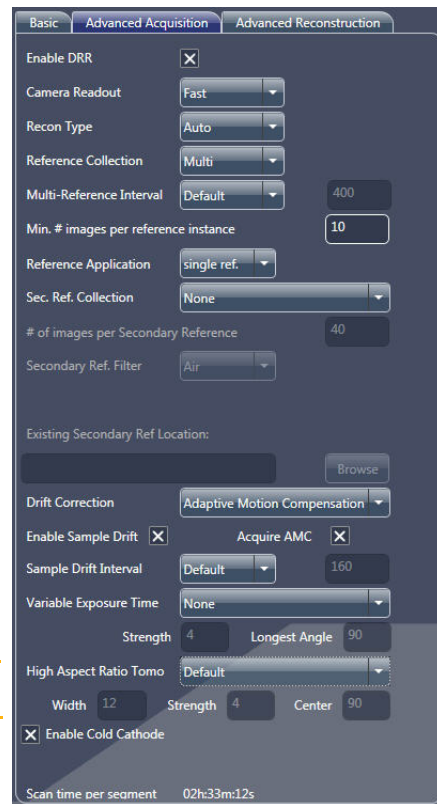 Basic Advanced Acquisition Advanced Reconstruction
Enable DRR
Camera Readout Fast
Recon Type Auto
Reference Collection Multi
Multi-Reference Interval Default 400
Min. # images per reference instance 10
Reference Application single ref.
Sec. Ref. Collection None
# of images per Secondary Reference 40
Secondary Ref. Filter Air
Existing Secondary Ref Location:
Browse
Drift Correction Adaptive Motion Compensation
Enable Sample Drift Acquire AMC
Sample Drift Interval Default 160
Variable Exposure Time None
Strength 4 Longest Angle 90
High Aspect Ratio Tomo Default
Width 12 Strength 4 Center 90
Enable Cold Cathode
Scan time per segment 02h:33m:12s